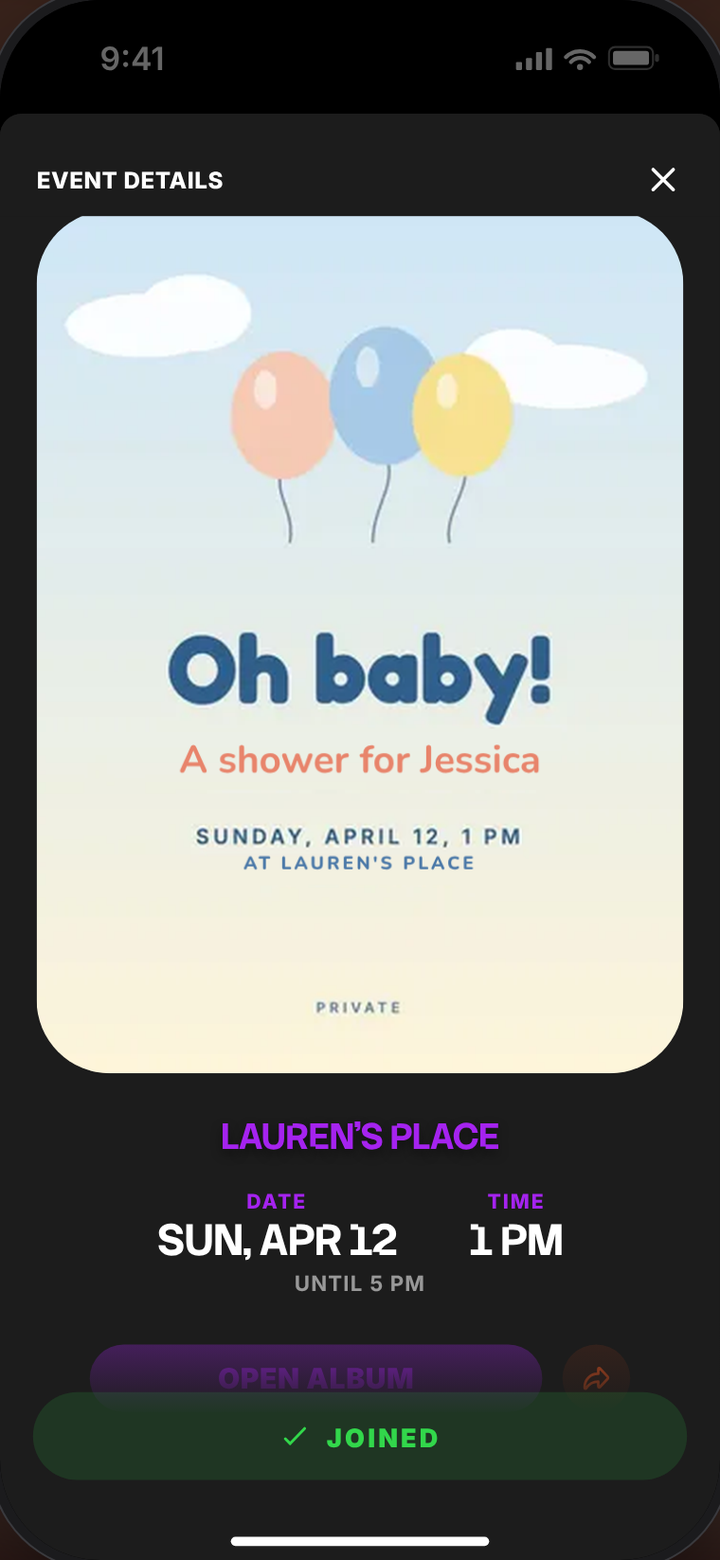 9:41
EVENT DETAILS
Oh baby!
A shower for Jessica
SUNDAY, APRIL 12, 1 PM
AT LAUREN'S PLACE
PRIVATE
LAUREN’S PLACE
DATE
TIME
SUN, APR 12
1 PM
UNTIL 5 PM
OPEN ALBUM
JOINED